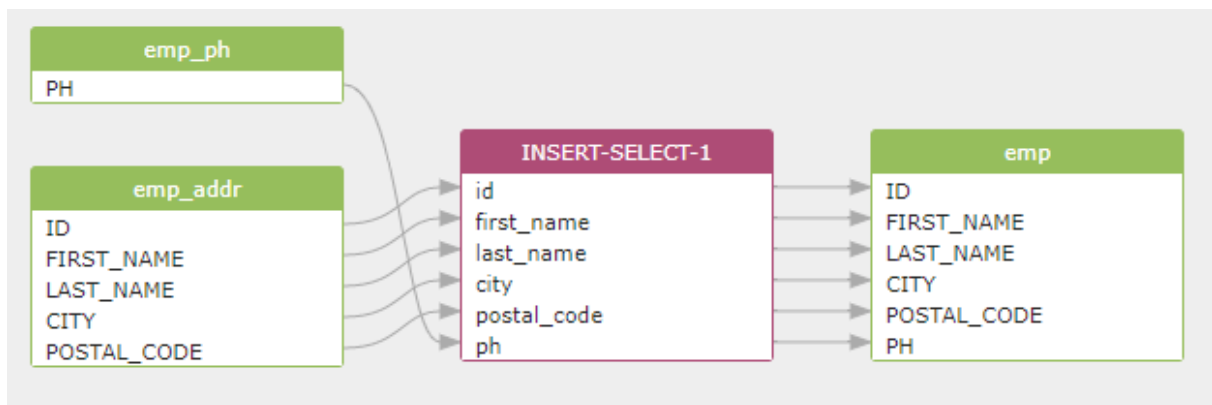 emp_ph
PH
emp_addr
ID
FIRST_NAME
LAST_NAME
CITY
POSTAL_CODE
INSERT-SELECT-1
id
first_name
last_name
city
postal_code
ph
emp
ID
FIRST_NAME
LAST_NAME
CITY
POSTAL_CODE
PH